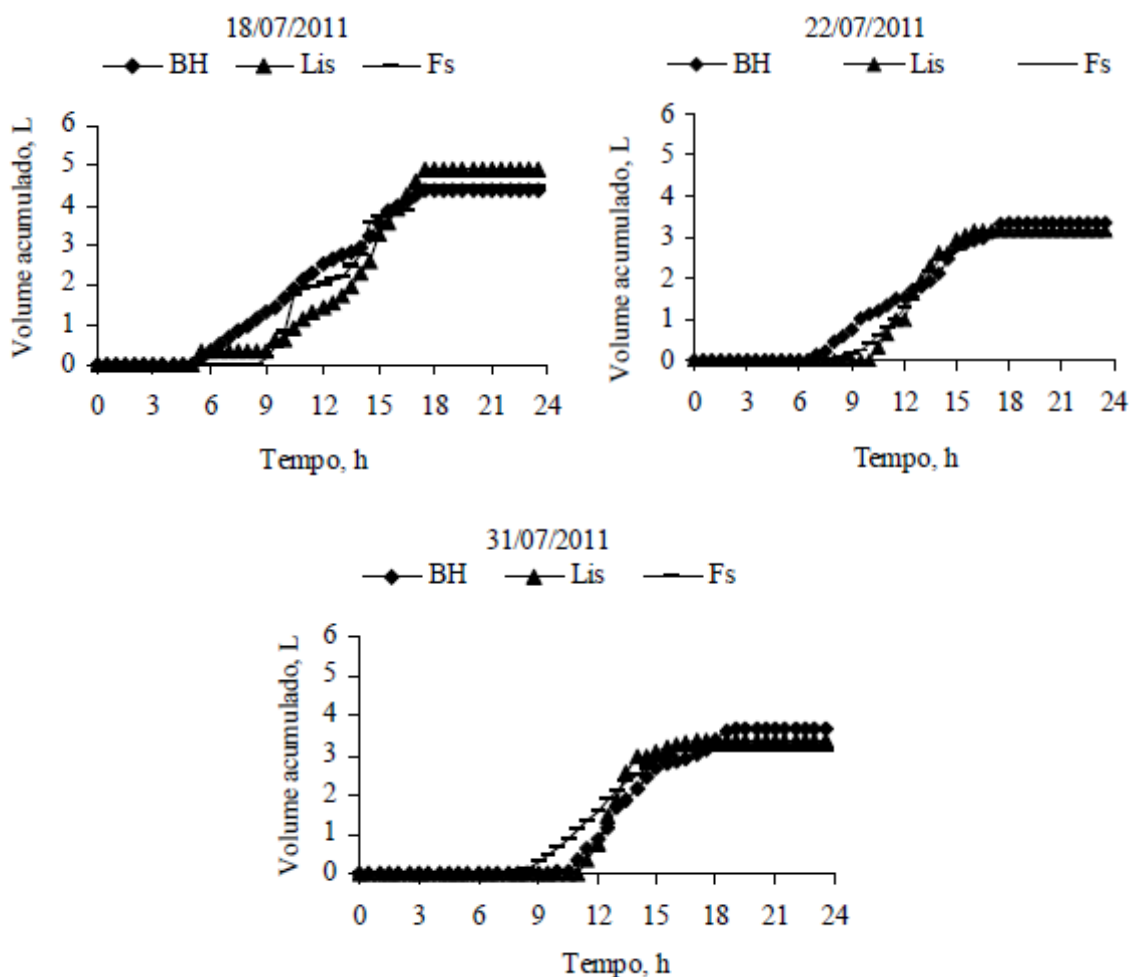 18/07/2011
BH Lis Fs
Volume acumulado, L
6
5
4
3
2
1
0
0 3 6 9 12 15 18 21 24
Tempo, h
22/07/2011
BH Lis Fs
Volume acumulado, L
6
5
4
3
2
1
0
0 3 6 9 12 15 18 21 24
Tempo, h
31/07/2011
BH Lis Fs
Volume acumulado, L
6
5
4
3
2
1
0
0 3 6 9 12 15 18 21 24
Tempo, h